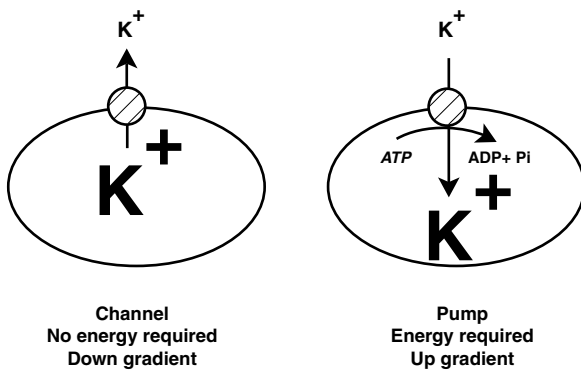 K+
K+
Channel
No energy required
Down gradient
K+
ATP
ADP+ Pi
K+
Pump
Energy required
Up gradient